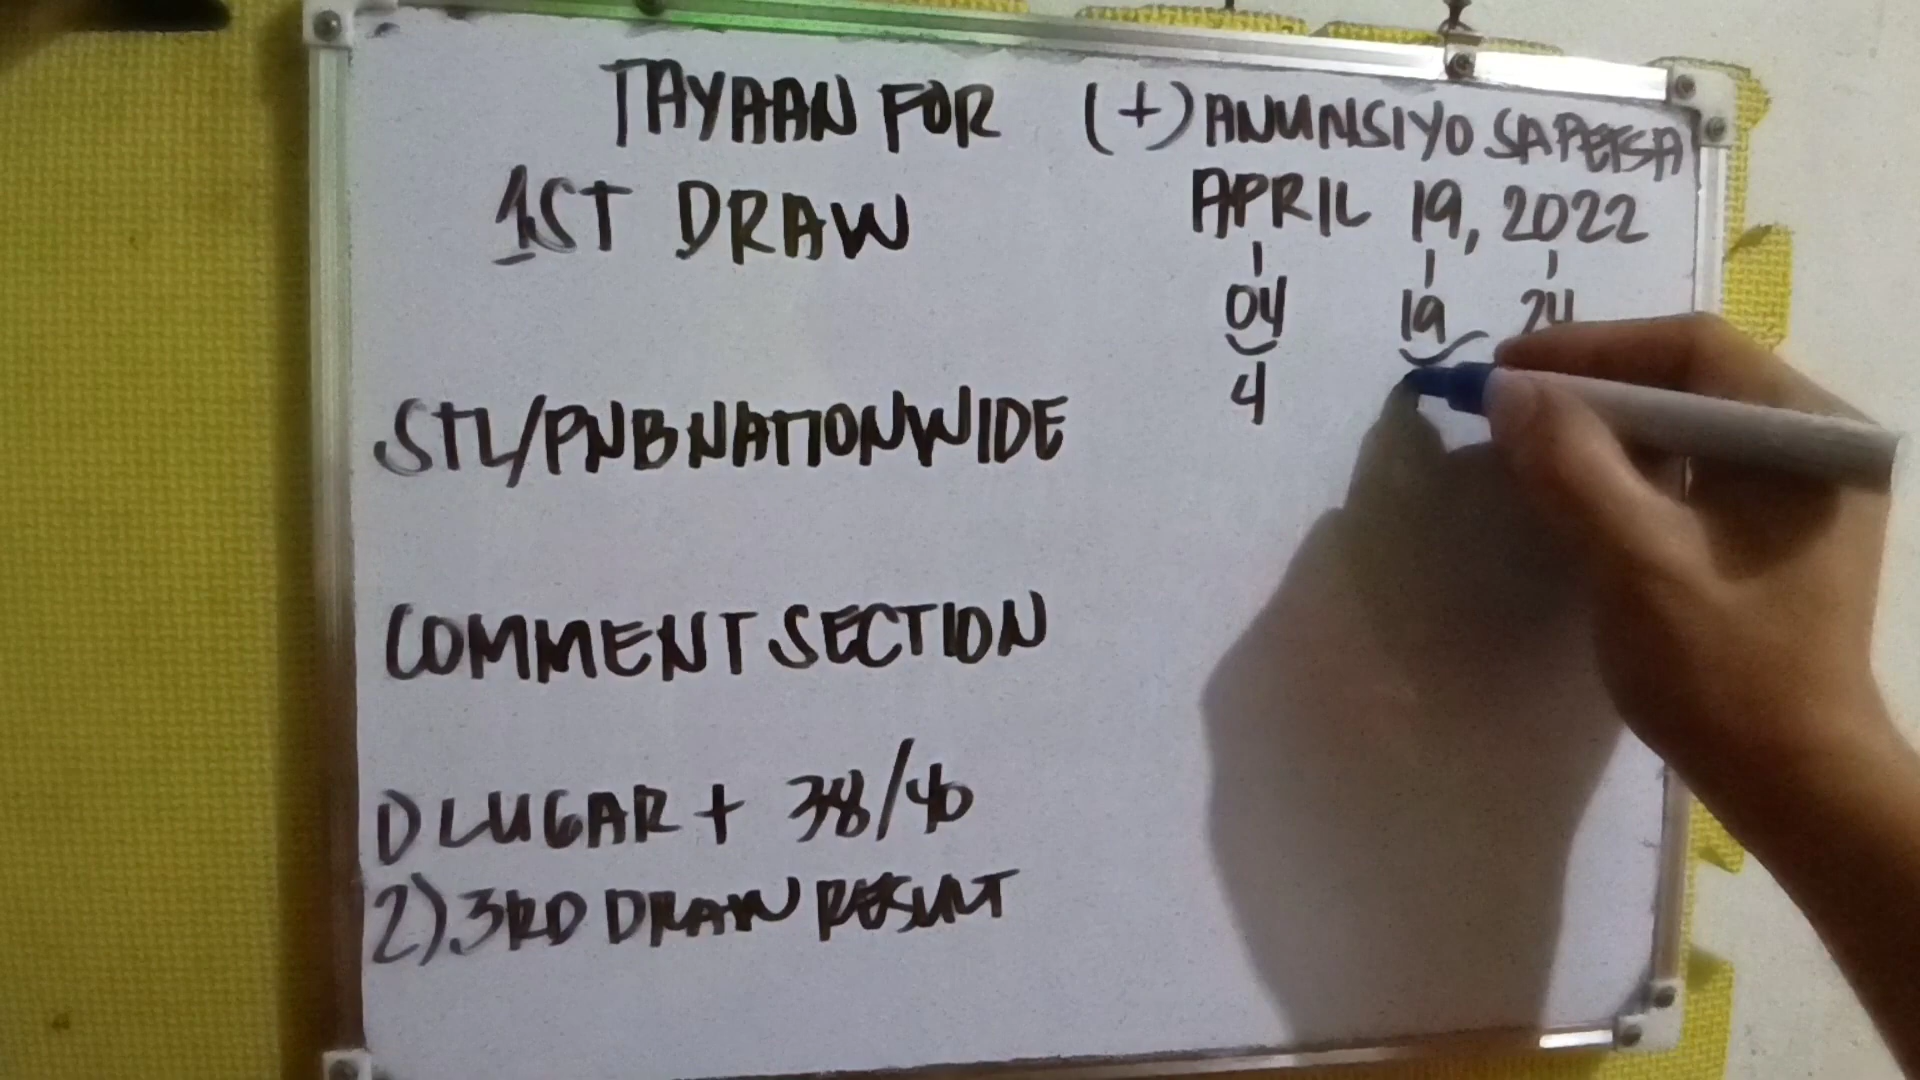 TAYAAN FOR
1ST DRAW
STL/PNB NATIONWIDE
COMMENT SECTION
D LUGAR + 38/40
2).3RD DRAW RESULT
(+) ANUNSIYO SA PETSA
APRIL 19, 2022
04 19 24
4